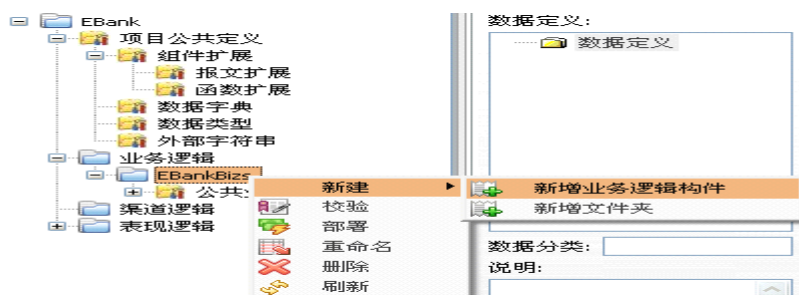 EBank
项目公共定义
组件扩展
报文扩展
函数扩展
数据字典
数据类型
外部字符串
业务逻辑
EBankBizs
公共
渠道逻辑
表现逻辑
新建
校验
部署
重命名
删除
刷新
新增业务逻辑构件
新增文件夹
数据定义:
数据定义
数据分类:
说明: